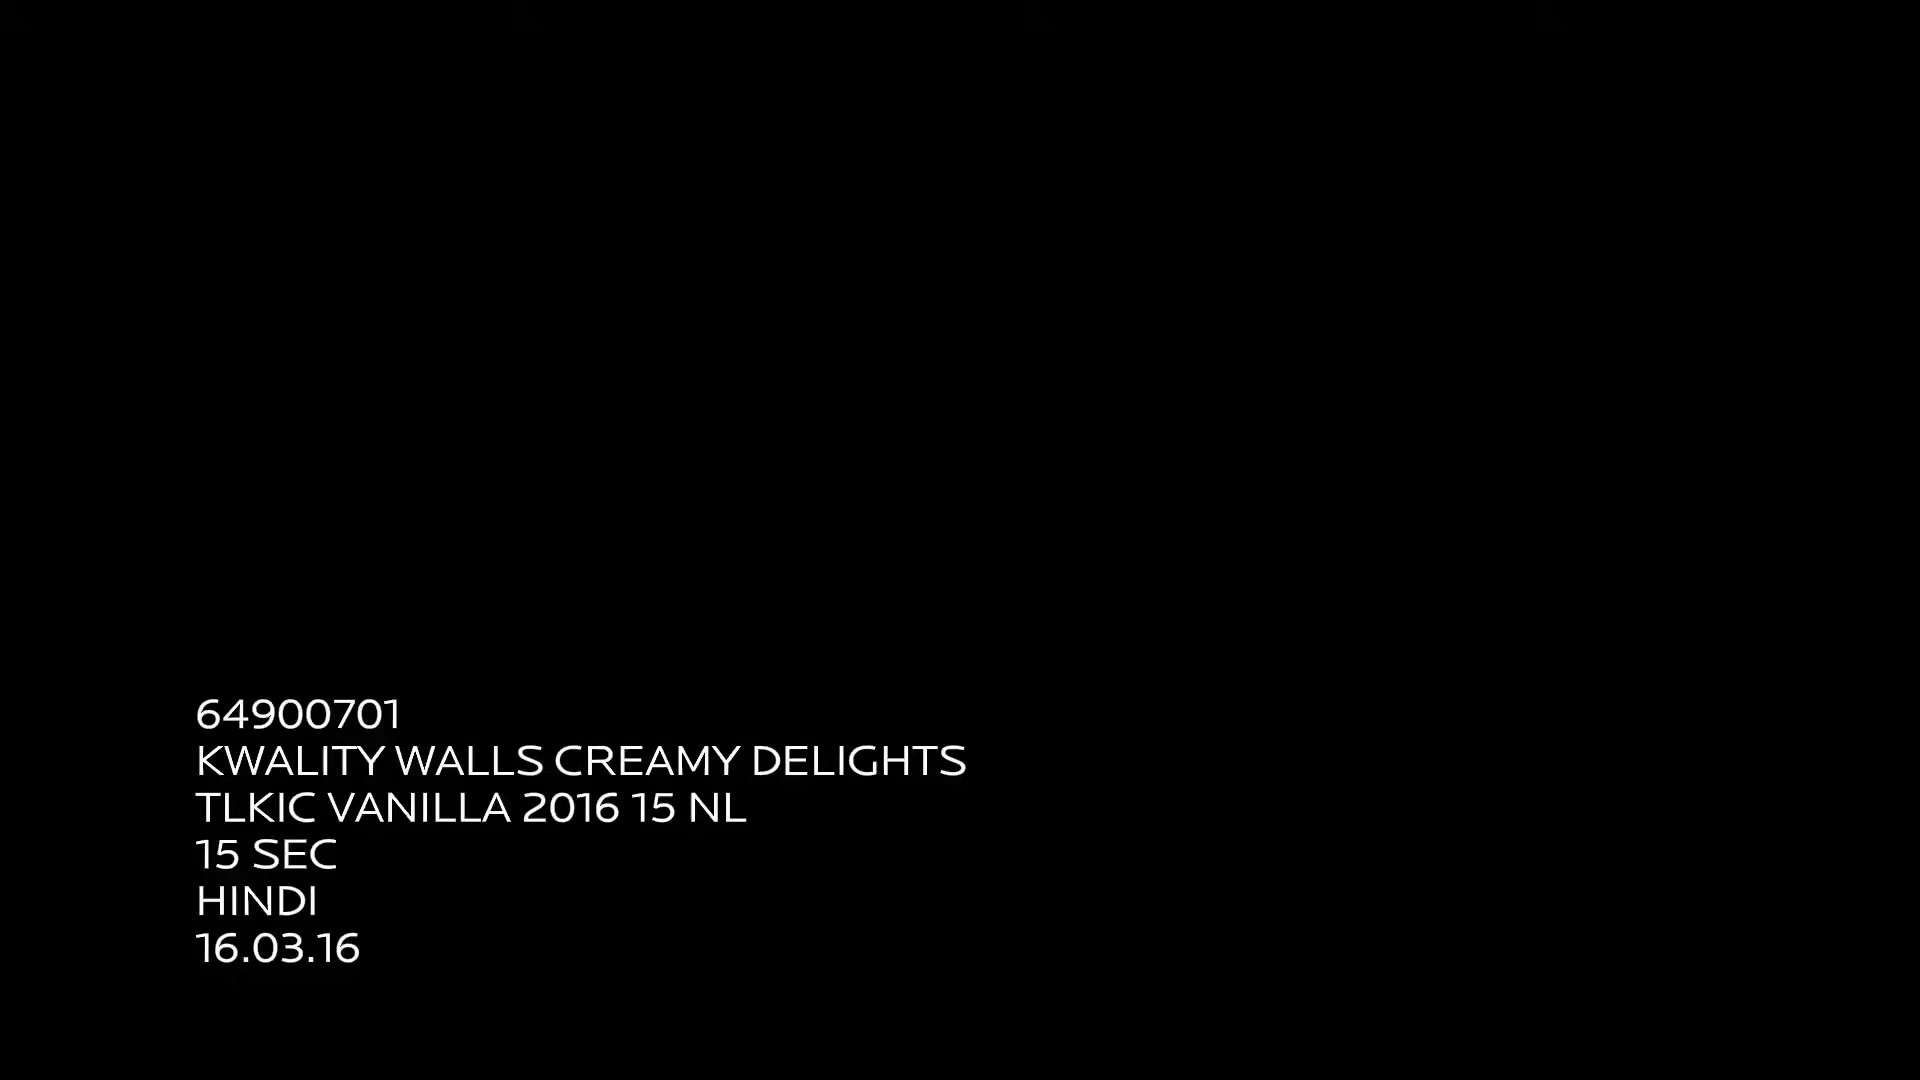 64900701
KWALITY WALLS CREAMY DELIGHTS
TLKIC VANILLA 2016 15 NL
15 SEC
HINDI
16.03.16